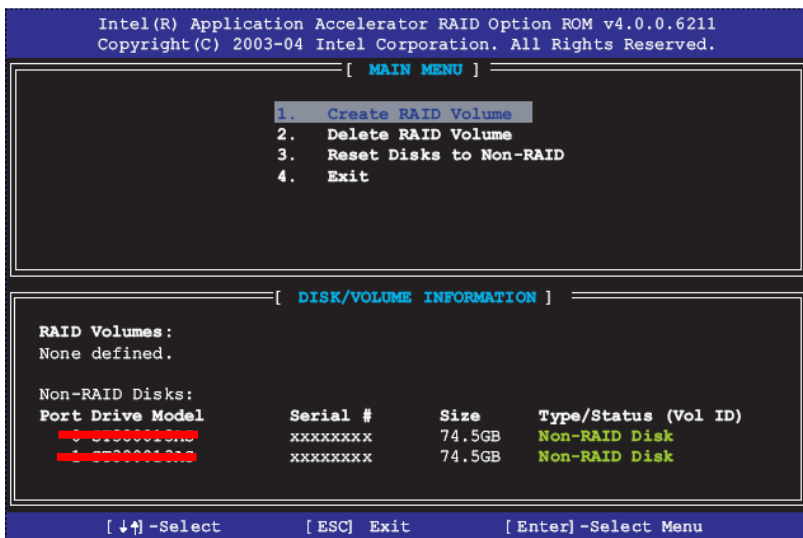 Intel(R) Application Accelerator RAID Option ROM v4.0.0.6211
Copyright(C) 2003-04 Intel Corporation. All Rights Reserved.
[ MAIN MENU ]
1. Create RAID Volume
2. Delete RAID Volume
3. Reset Disks to Non-RAID
4. Exit
[ DISK/VOLUME INFORMATION ]
RAID Volumes:
None defined.
Non-RAID Disks:
Port Drive Model Serial # Size Type/Status (Vol ID)
xxxxxxxx 74.5GB Non-RAID Disk
xxxxxxxx 74.5GB Non-RAID Disk
[↓↑]-Select [ESC] Exit [Enter]-Select Menu